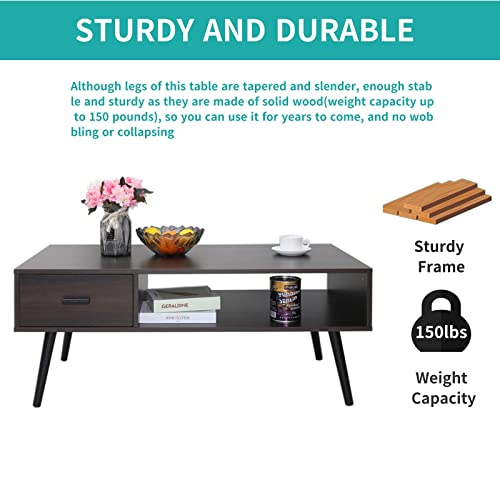 STURDY AND DURABLE
Although legs of this table are tapered and slender, enough stab
le and sturdy as they are made of solid wood(weight capacity up
to 150 pounds), so you can use it for years to come, and no wob
bling or collapsing
Sturdy
Frame
GERALDINE
150lbs
Weight
Capacity